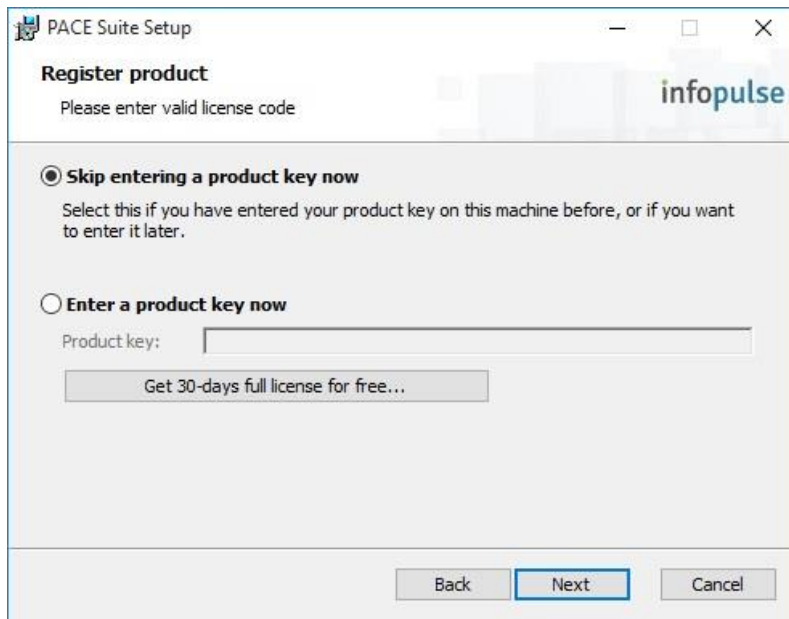 PACE Suite Setup
Register product
Please enter valid license code
infopulse
Skip entering a product key now
Select this if you have entered your product key on this machine before, or if you want
to enter it later.
Enter a product key now
Product key:
Get 30-days full license for free...
Back Next Cancel